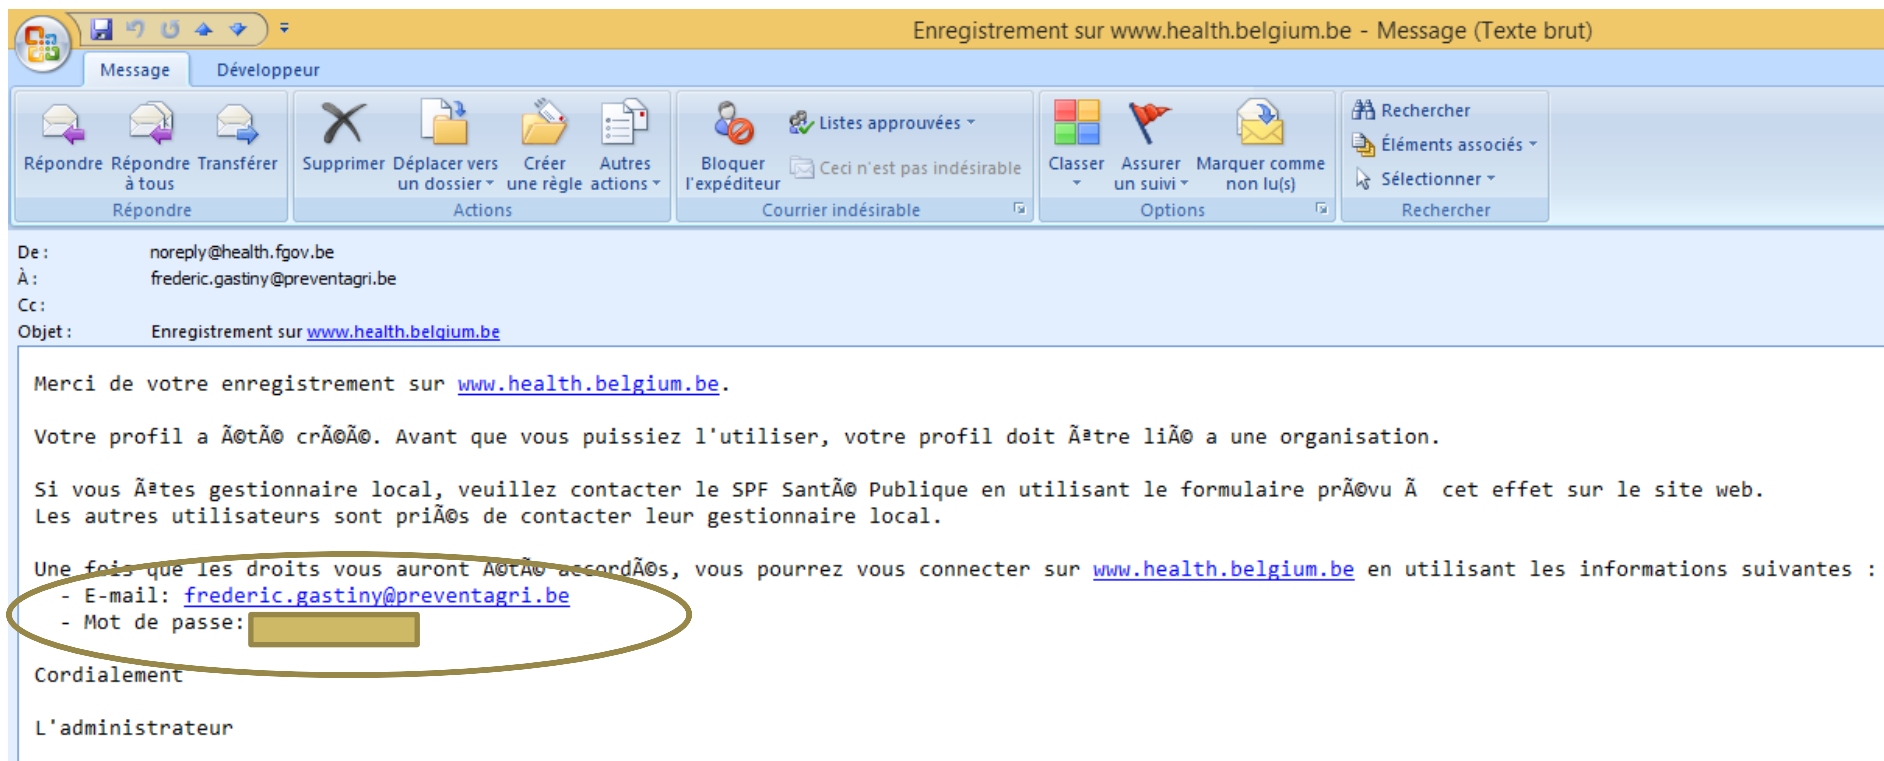 Enregistrement sur www.health.belgium.be - Message (Texte brut)
Message Développeur
Répondre Répondre à tous Transférer
Répondre
Supprimer Déplacer vers un dossier Créer une règle Autres actions
Actions
Bloquer l'expéditeur Listes approuvées Ceci n'est pas indésirable
Courrier indésirable
Classer Assurer un suivi Marquer comme non lu(s)
Options
Rechercher
Éléments associés
Sélectionner
Rechercher
De : noreply@health.fgov.be
À : frederic.gastiny@preventagri.be
Cc :
Objet : Enregistrement sur www.health.belgium.be
Merci de votre enregistrement sur www.health.belgium.be.
Votre profil a Ã©tÃ© crÃ©Ã©. Avant que vous puissiez l'utiliser, votre profil doit Ãªtre liÃ© a une organisation.
Si vous Ãªtes gestionnaire local, veuillez contacter le SPF SantÃ© Publique en utilisant le formulaire prÃ©vu Ã  cet effet sur le site web.
Les autres utilisateurs sont priÃ©s de contacter leur gestionnaire local.
Une fois que les droits vous auront Ã©tÃ© accordÃ©s, vous pourrez vous connecter sur www.health.belgium.be en utilisant les informations suivantes :
- E-mail: frederic.gastiny@preventagri.be
- Mot de passe:
Cordialement
L'administrateur